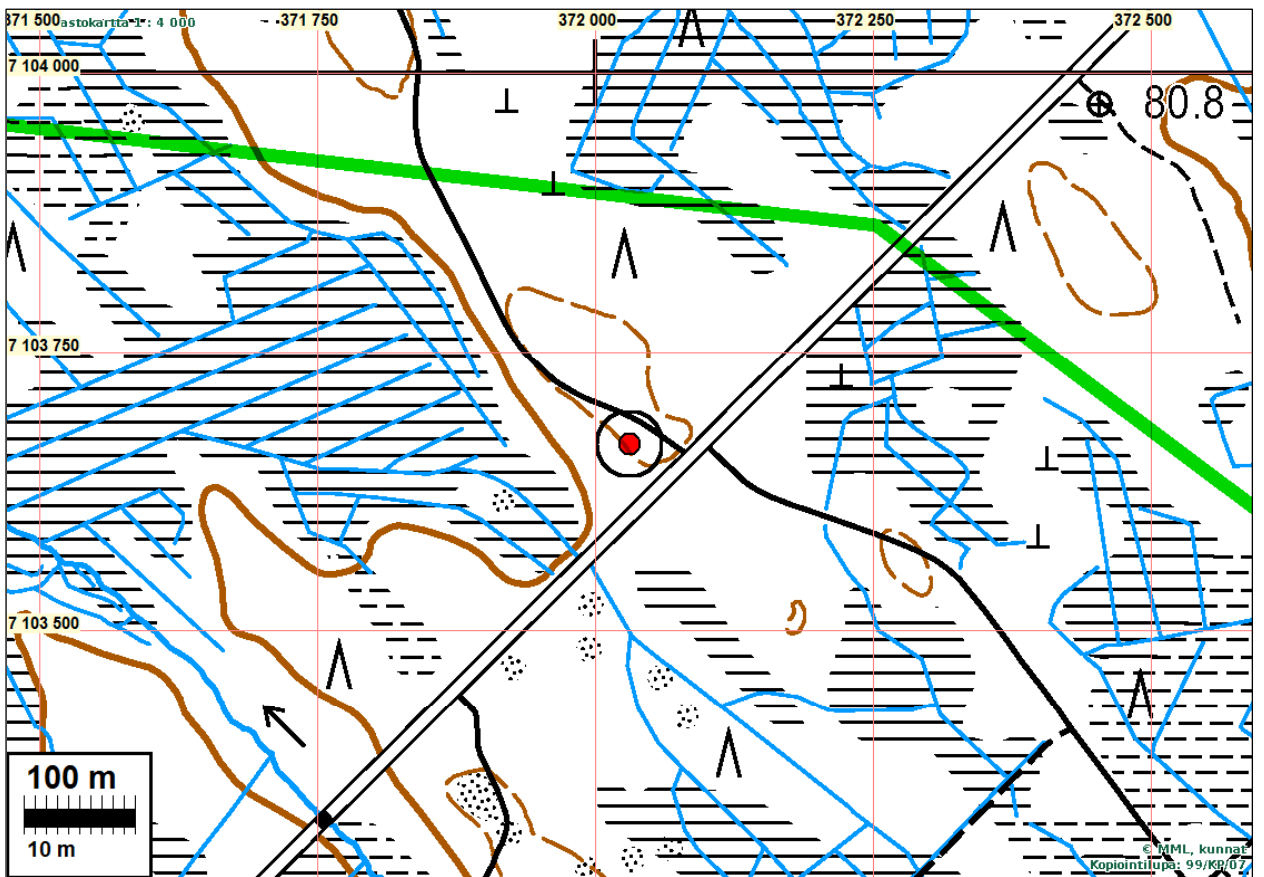 371 500
astokartta 1 : 4 000
371 750
372 000
372 250
372 500
7 104 000
80.8
7 103 750
7 103 500
100 m
10 m
© MML, kunnat
Kopiointilupa: 99/KP/07